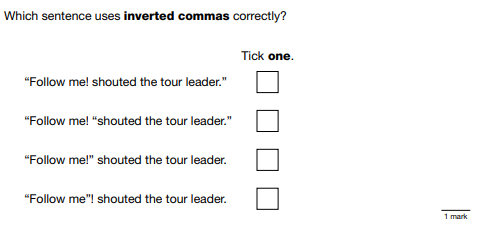 Which sentence uses inverted commas correctly?
Tick one.
“Follow me! shouted the tour leader.”
“Follow me! “shouted the tour leader.”
“Follow me!” shouted the tour leader.
“Follow me”! shouted the tour leader.
1 mark